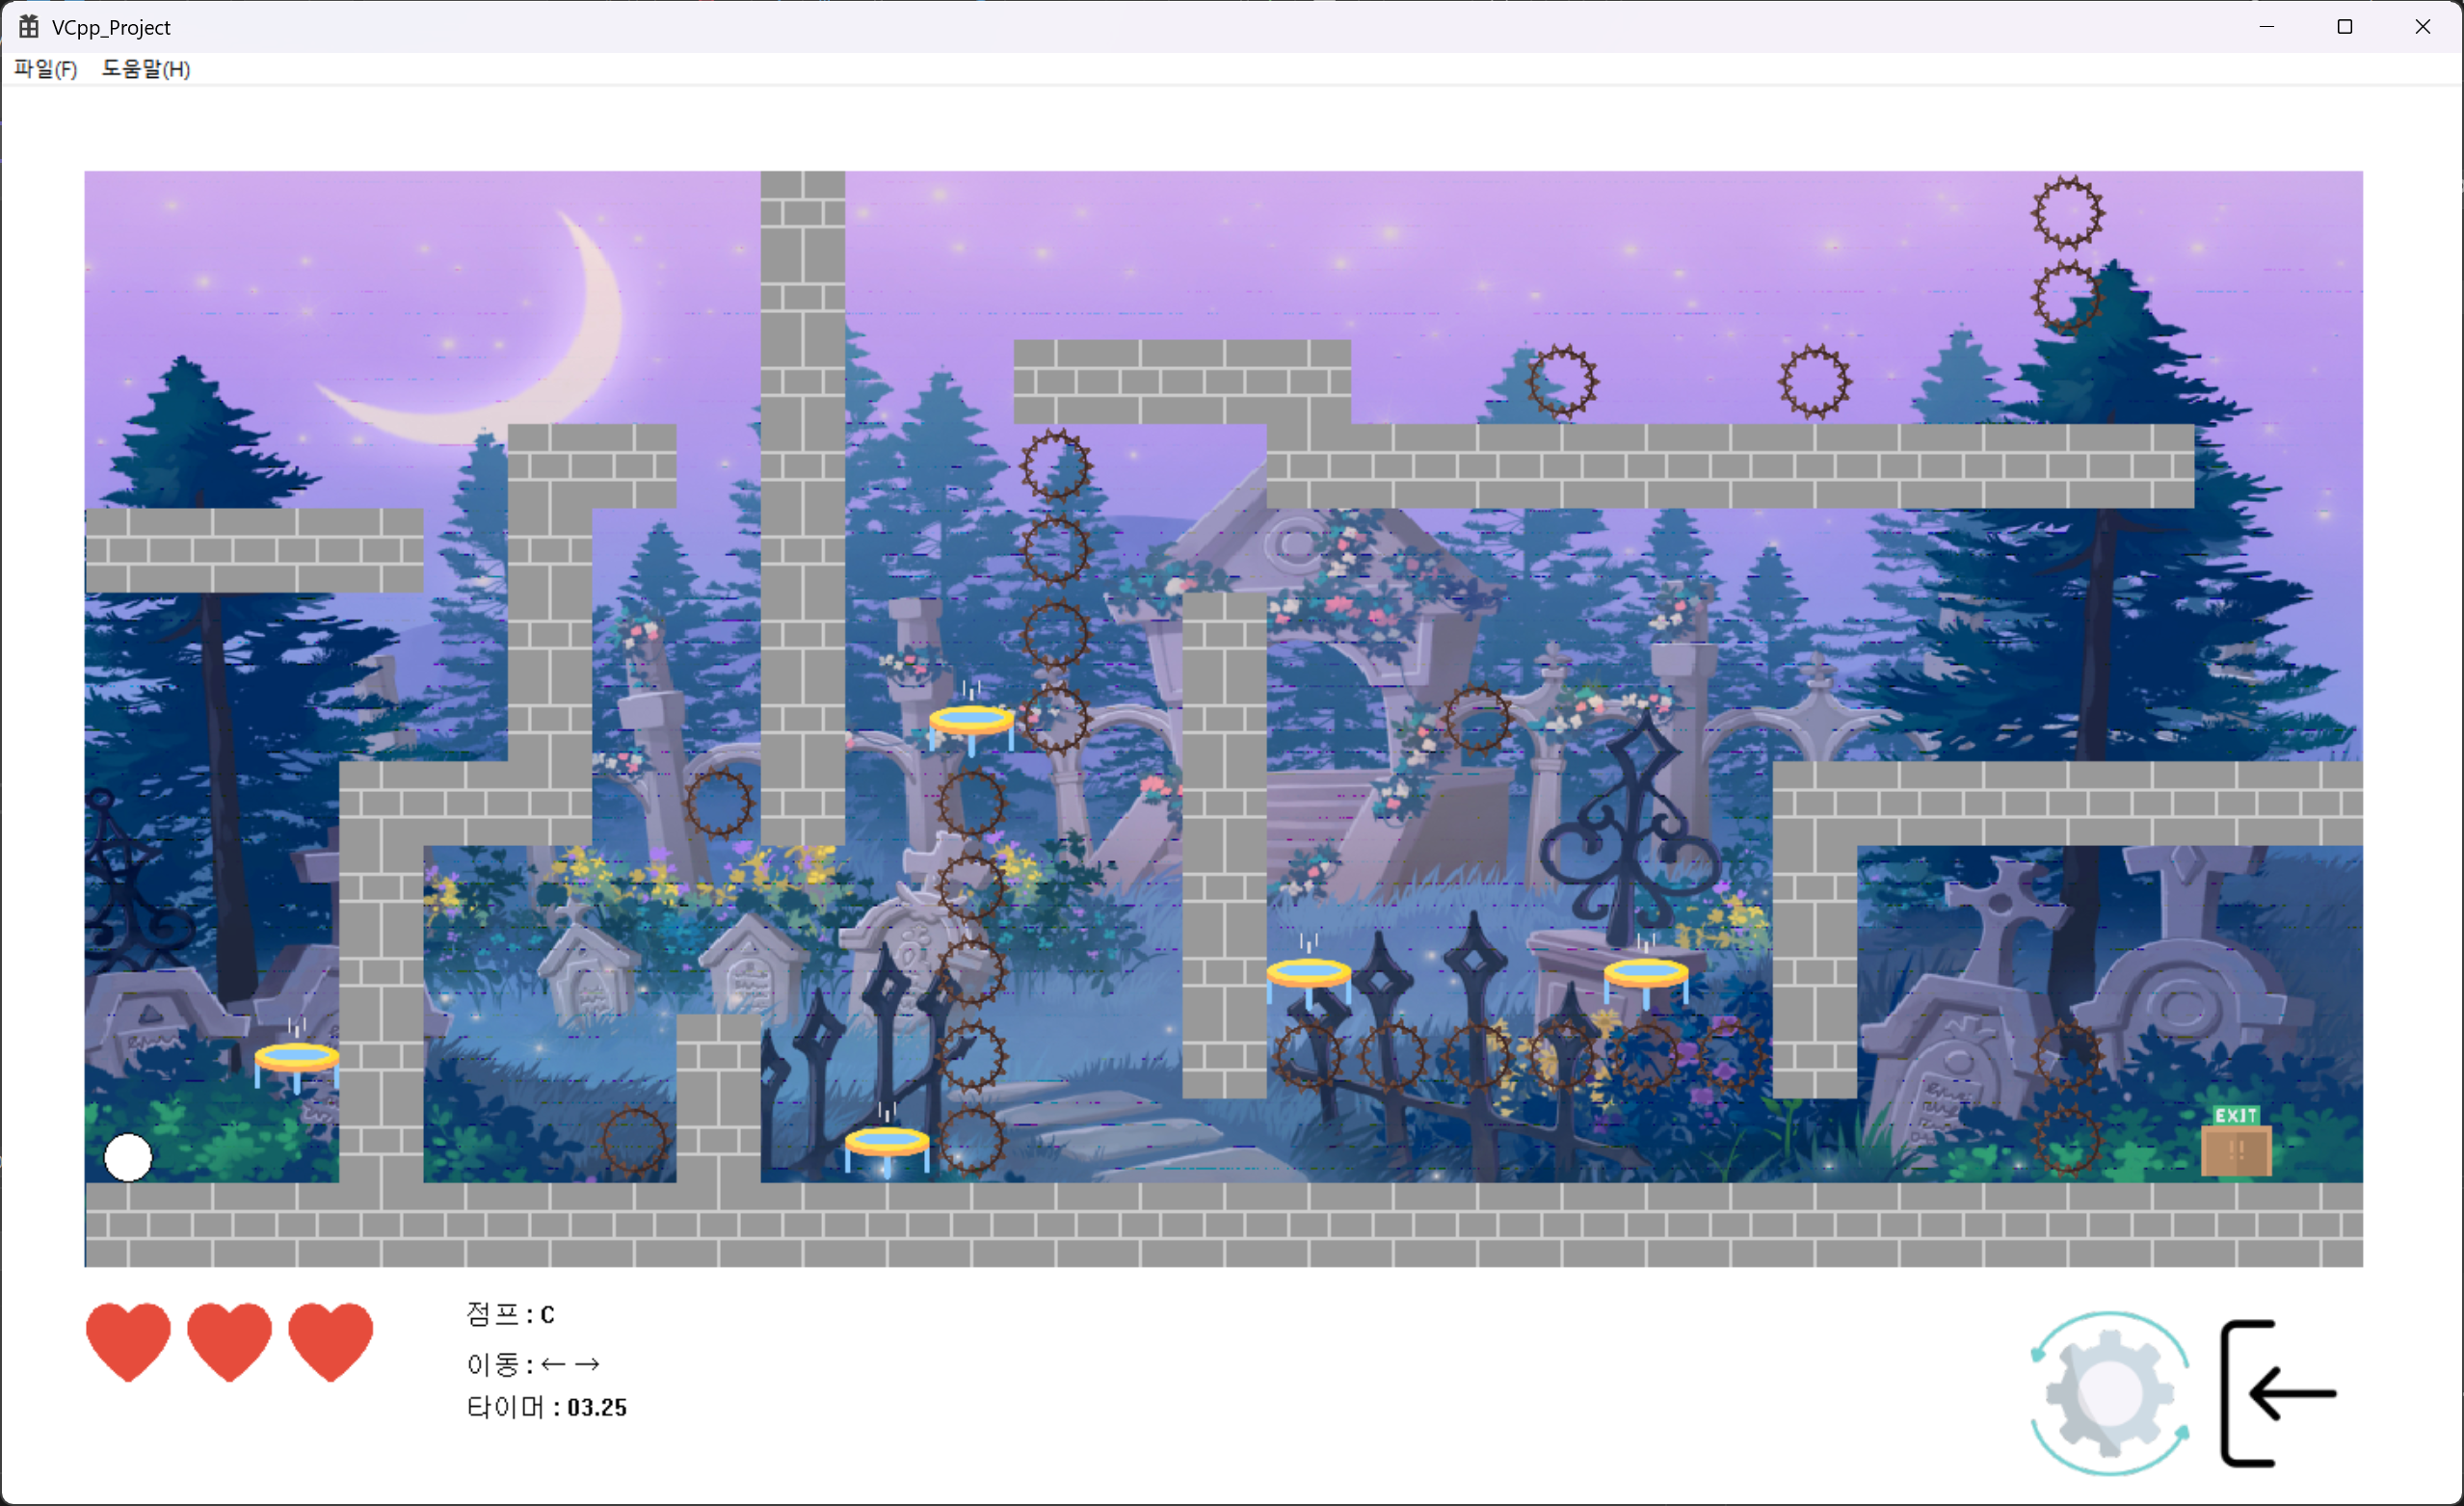 VCpp_Project
파일(F) 도움말(H)
EXIT
!!
점프 : C
이동 : ← →
타이머 : 03.25